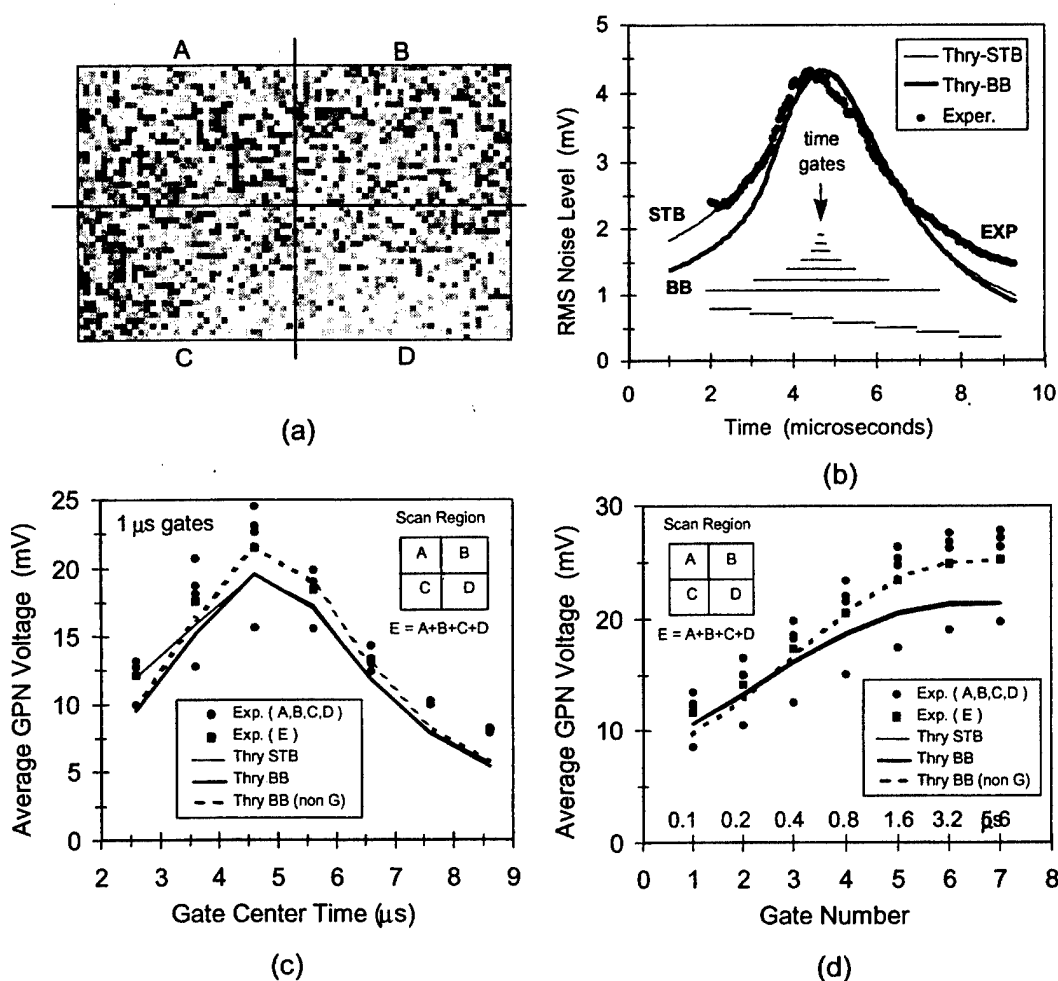 A B
C D
(a)
RMS Noise Level (mV)
5
4
3
2
1
0
Thry-STB
Thry-BB
Exper.
time
gates
STB
BB
EXP
0 2 4 6 8 10
Time (microseconds)
(b)
Average GPN Voltage (mV)
25
20
15
10
5
0
1 μs gates
Scan Region
A B
C D
E = A+B+C+D
Exp. ( A,B,C,D )
Exp. ( E )
Thry STB
Thry BB
Thry BB (non G)
2 3 4 5 6 7 8 9
Gate Center Time (μs)
(c)
Average GPN Voltage (mV)
30
20
10
0
Scan Region
A B
C D
E = A+B+C+D
Exp. ( A,B,C,D )
Exp. ( E )
Thry STB
Thry BB
Thry BB (non G)
0.1 0.2 0.4 0.8 1.6 3.2 5.6
μs
0 1 2 3 4 5 6 7 8
Gate Number
(d)